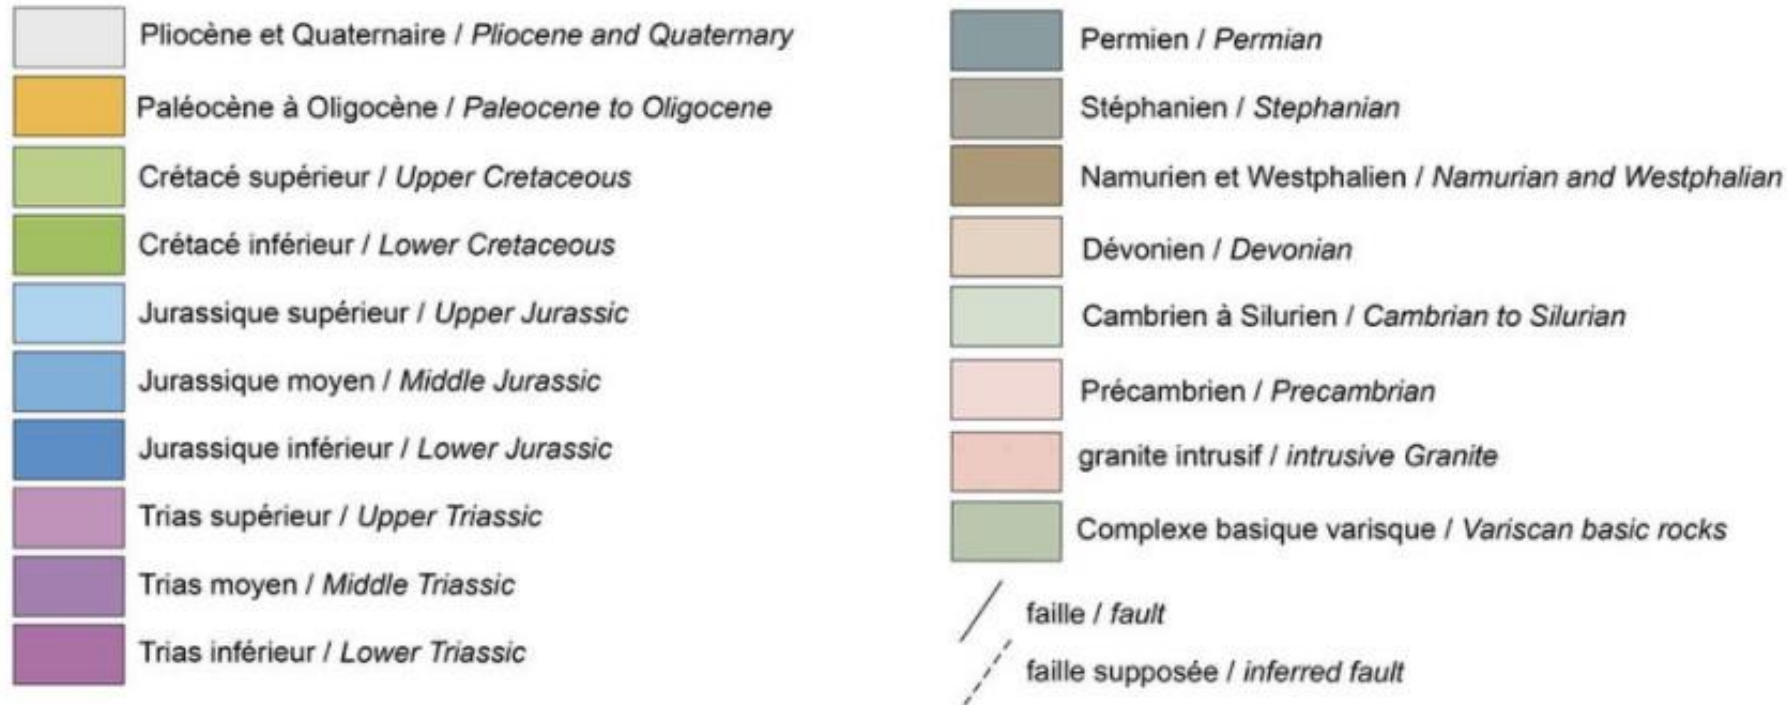 Pliocène et Quaternaire / Pliocene and Quaternary
Paléocène à Oligocène / Paleocene to Oligocene
Crétacé supérieur / Upper Cretaceous
Crétacé inférieur / Lower Cretaceous
Jurassique supérieur / Upper Jurassic
Jurassique moyen / Middle Jurassic
Jurassique inférieur / Lower Jurassic
Trias supérieur / Upper Triassic
Trias moyen / Middle Triassic
Trias inférieur / Lower Triassic
Permien / Permian
Stéphanien / Stephanian
Namurien et Westphalien / Namurian and Westphalian
Dévonien / Devonian
Cambrien à Silurien / Cambrian to Silurian
Précambrien / Precambrian
granite intrusif / intrusive Granite
Complexe basique varisque / Variscan basic rocks
faille / fault
faille supposée / inferred fault